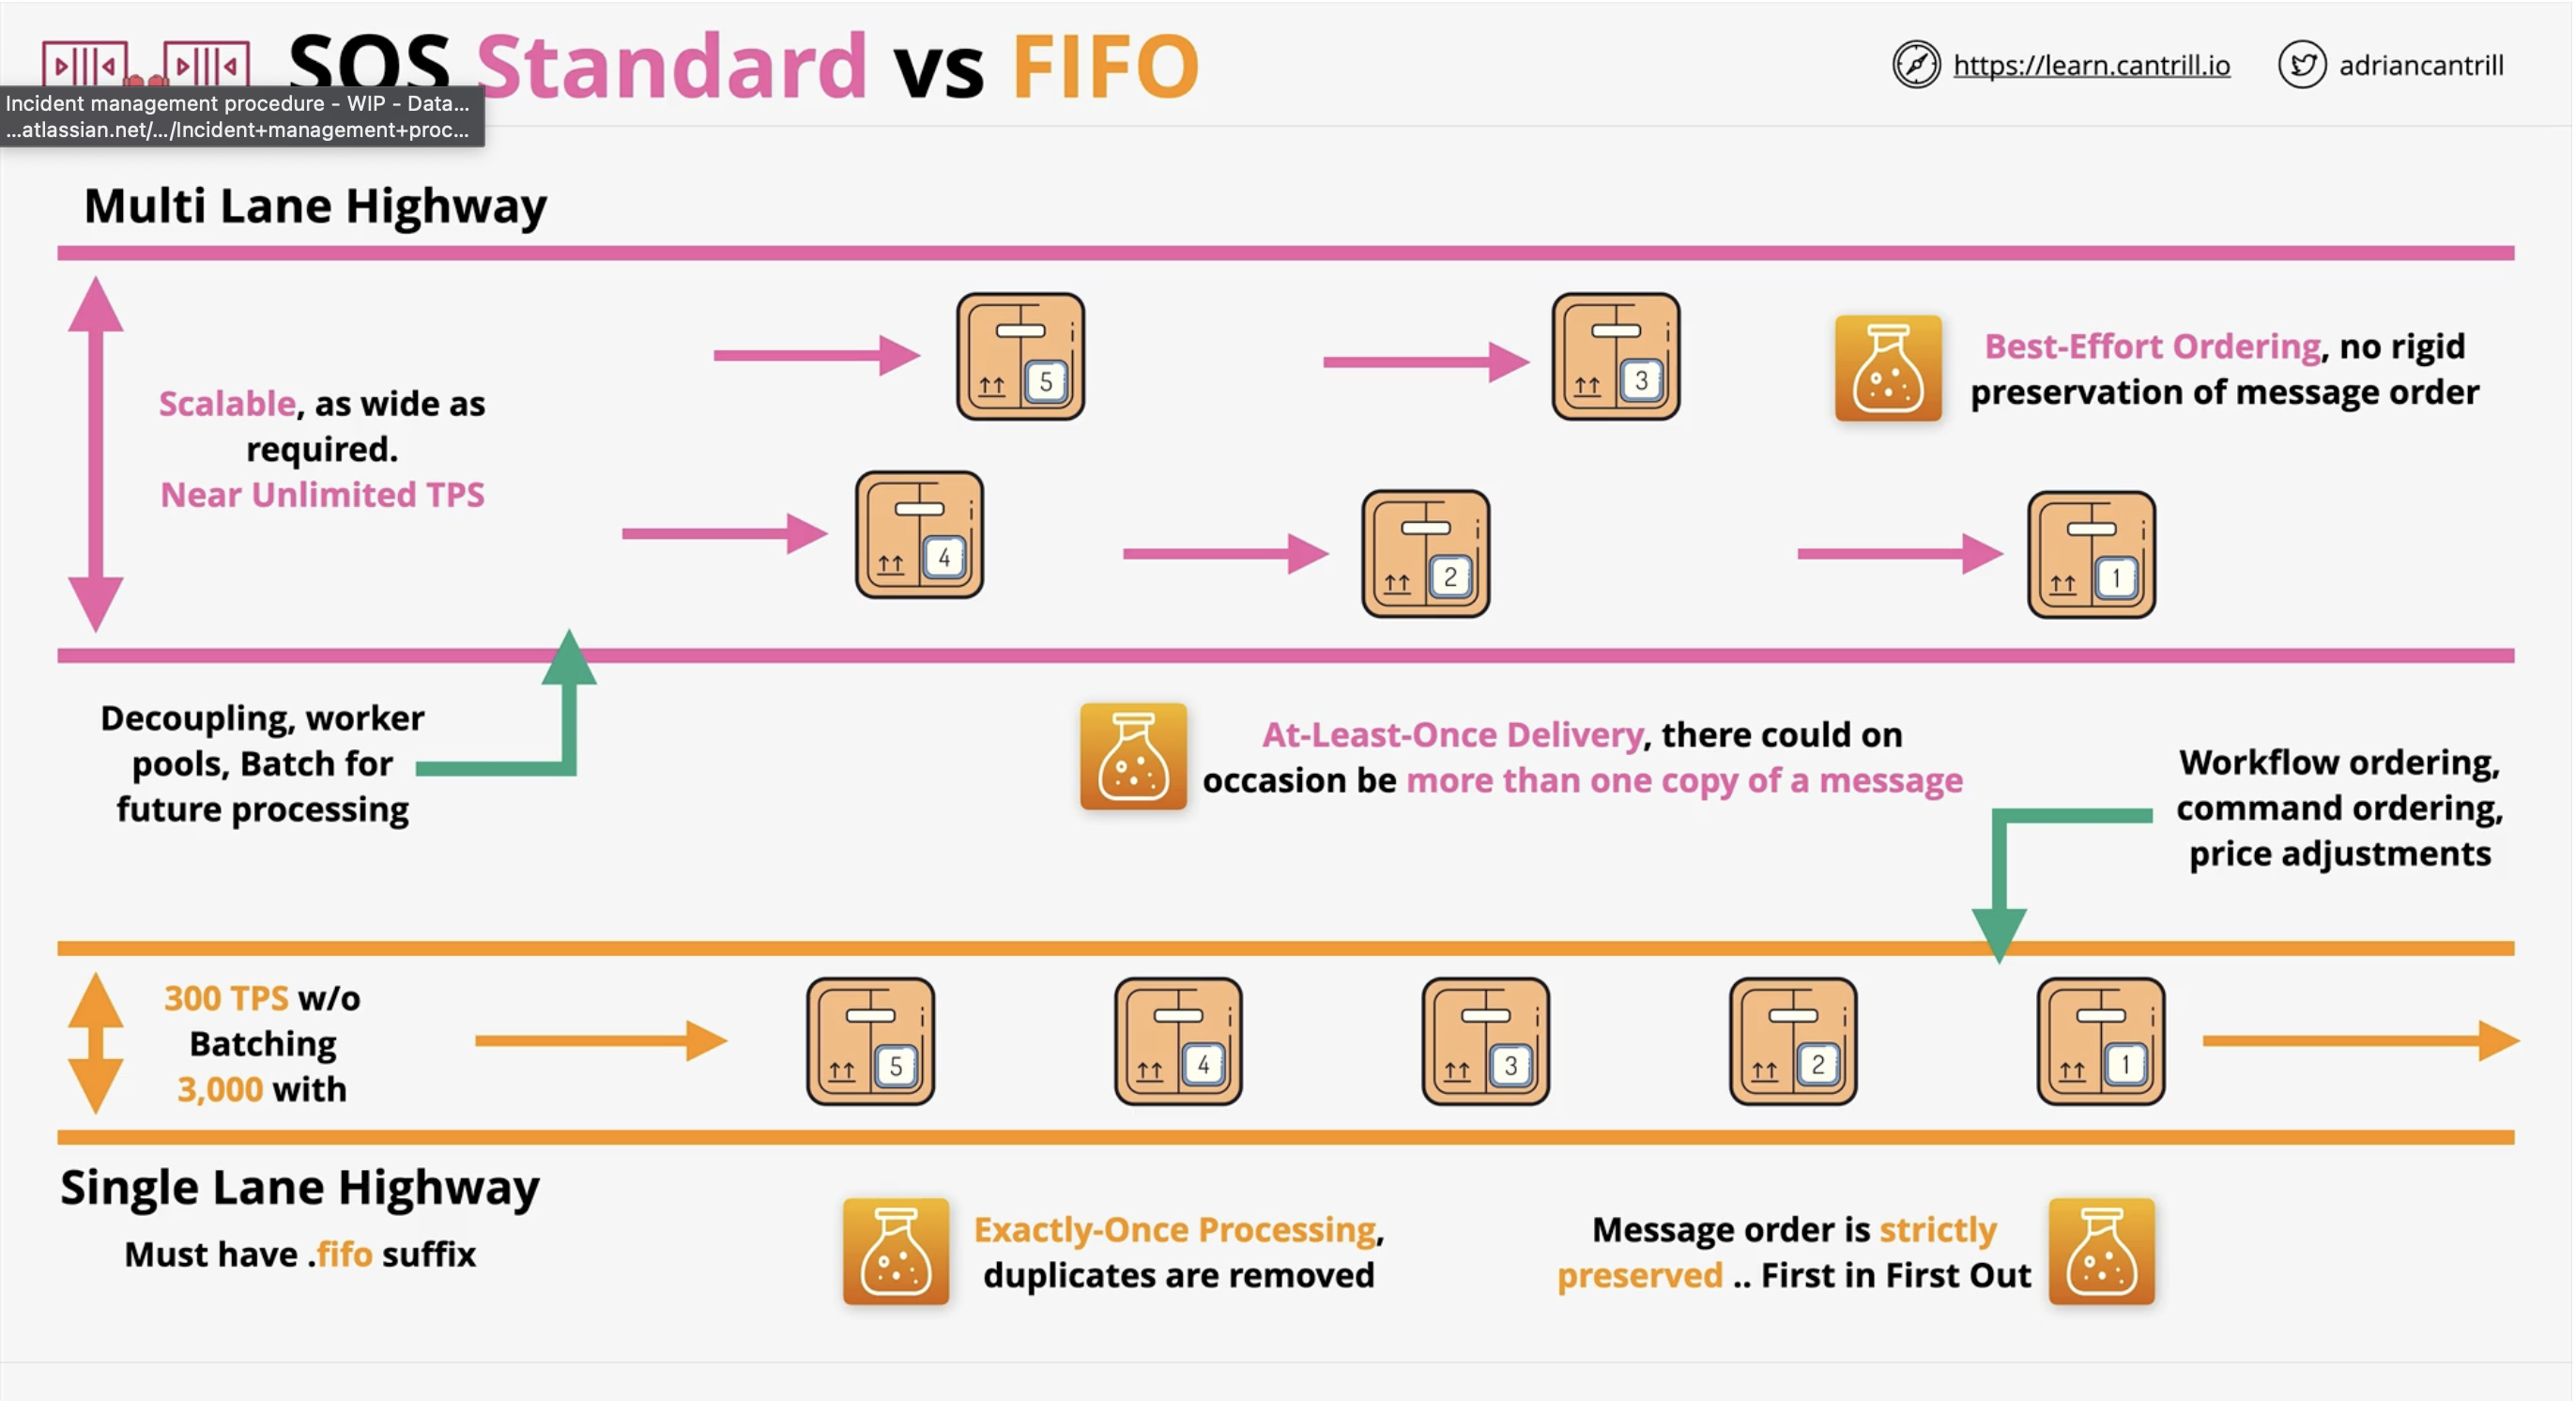 SQS Standard vs FIFO
https://learn.cantrill.io
adriancantrill
Incident management procedure - WIP - Data...
...atlassian.net/.../Incident+management+proc...
Multi Lane Highway
Scalable, as wide as
required.
Near Unlimited TPS
5
3
Best-Effort Ordering, no rigid
preservation of message order
4
2
1
Decoupling, worker
pools, Batch for
future processing
At-Least-Once Delivery, there could on
occasion be more than one copy of a message
Workflow ordering,
command ordering,
price adjustments
300 TPS w/o
Batching
3,000 with
5
4
3
2
1
Single Lane Highway
Must have .fifo suffix
Exactly-Once Processing,
duplicates are removed
Message order is strictly
preserved .. First in First Out